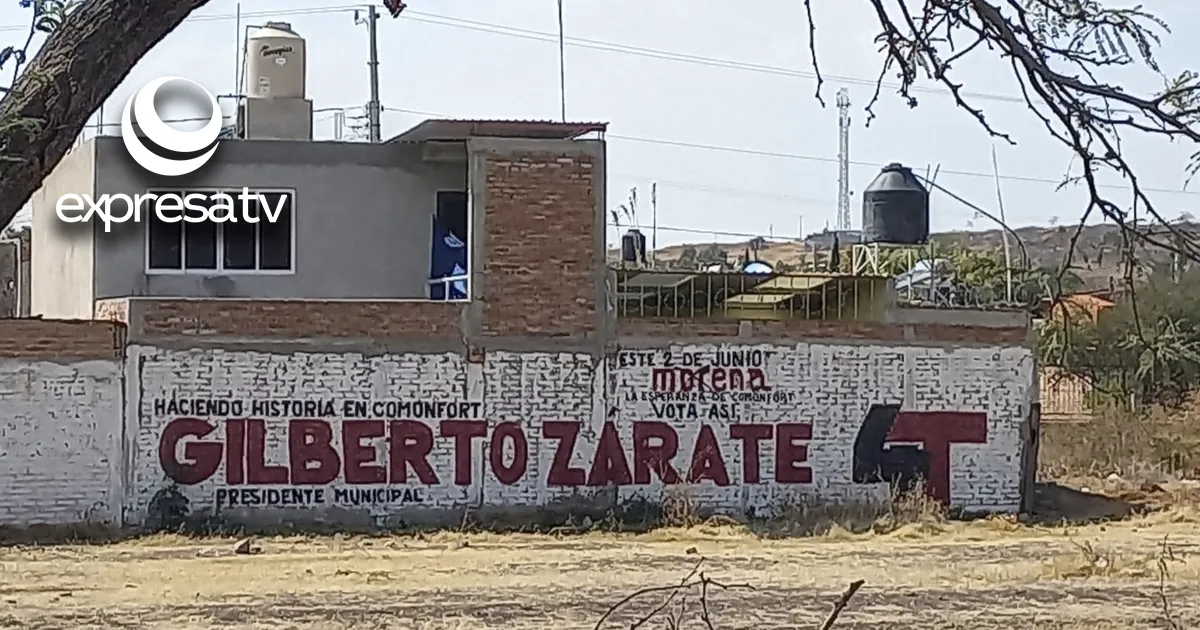 expresatv
ESTE 2 DE JUNIO
morena
LA ESPERANZA DE COMONFORT
VOTA ASÍ
HACIENDO HISTORIA EN COMONFORT
GILBERTO ZARATE
4T
PRESIDENTE MUNICIPAL